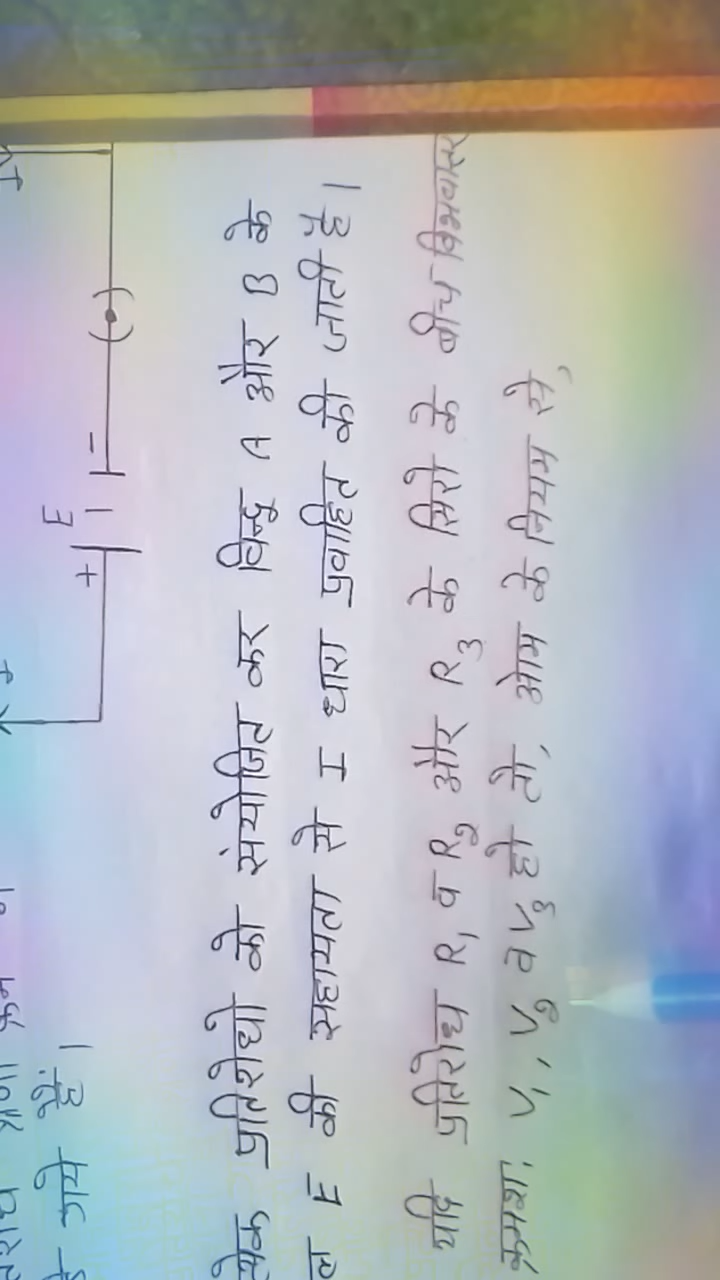 श्रेणी क्रम
गये हैं।
I
+ E -
( )
प्रतिरोधो को संयोजित कर बिन्दु A और B के
E की सहायता से I धारा प्रवाहित की जाती है।
यदि प्रतिरोध R₁ व R₂ और R₃ के सिरो के बीच विभवान्तर
क्रमशः V₁, V₂ व V₃ हो तो, ओम के नियम से,